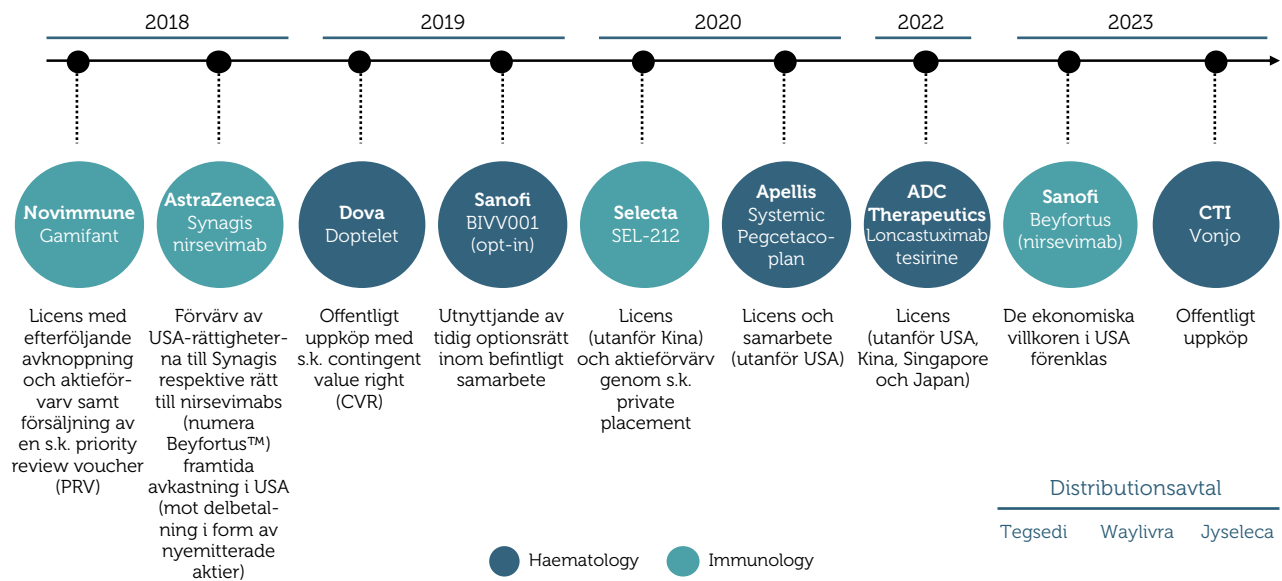 2018
2019
2020
2022
2023
Novimmune
Gamifant
AstraZeneca
Synagis
nirsevimab
Dova
Doptelet
Sanofi
BIVV001
(opt-in)
Selecta
SEL-212
Apellis
Systemic
Pegcetaco-
plan
ADC
Therapeutics
Loncastuximab
tesirine
Sanofi
Beyfortus
(nirsevimab)
CTI
Vonjo
Licens med
efterföljande
avknoppning
och aktieför-
varv samt
försäljning av
en s.k. priority
review voucher
(PRV)
Förvärv av
USA-rättigheter-
na till Synagis
respektive rätt
till nirsevimabs
(numera
Beyfortus™)
framtida
avkastning i USA
(mot delbetal-
ning i form av
nyemitterade
aktier)
Offentligt
uppköp med
s.k. contingent
value right
(CVR)
Utnyttjande av
tidig optionsrätt
inom befintligt
samarbete
Licens
(utanför Kina)
och aktieförvärv
genom s.k.
private
placement
Licens och
samarbete
(utanför USA)
Licens
(utanför USA,
Kina, Singapore
och Japan)
De ekonomiska
villkoren i USA
förenklas
Offentligt
uppköp
Distributionsavtal
Tegsedi
Waylivra
Jyseleca
Haematology
Immunology